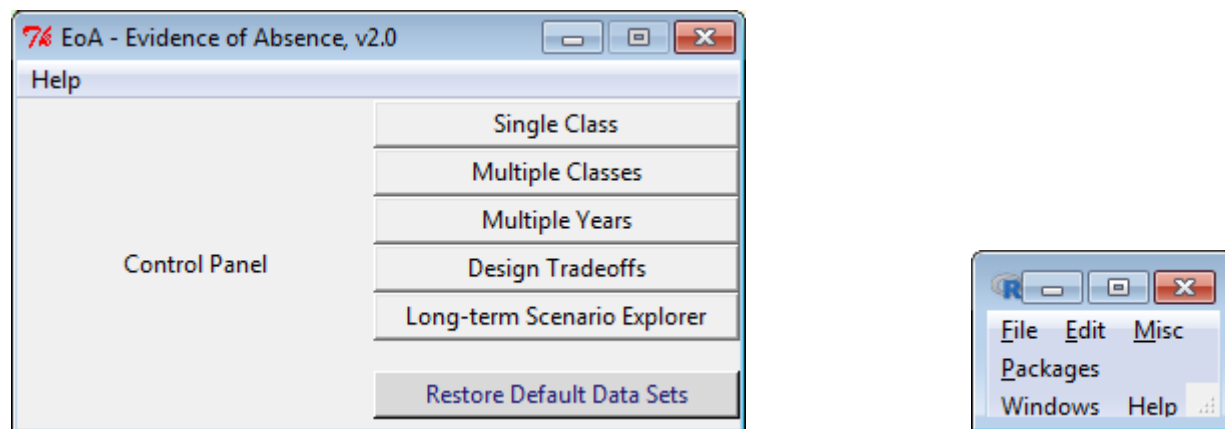 EoA - Evidence of Absence, v2.0
Help
Single Class
Multiple Classes
Multiple Years
Control Panel
Design Tradeoffs
Long-term Scenario Explorer
Restore Default Data Sets
R
File Edit Misc
Packages
Windows Help